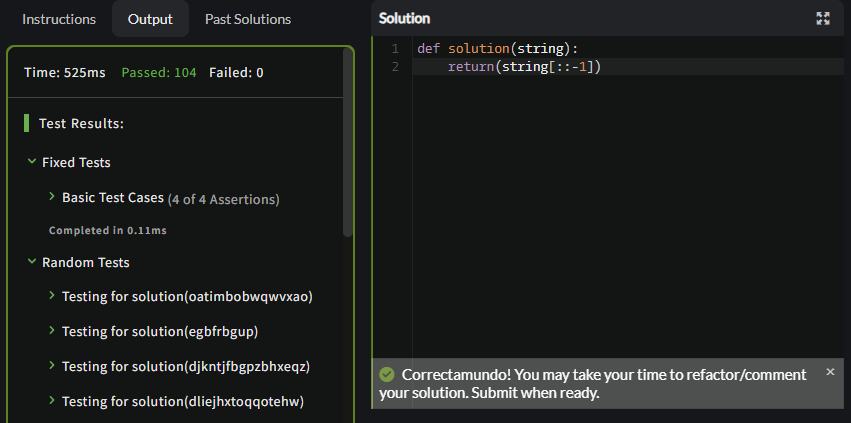 Instructions
Output
Past Solutions
Time: 525ms Passed: 104 Failed: 0
Test Results:
Fixed Tests
Basic Test Cases (4 of 4 Assertions)
Completed in 0.11ms
Random Tests
Testing for solution(oatimbobwqwvxao)
Testing for solution(egbfrbgup)
Testing for solution(djkntjfbgpzbhxeqz)
Testing for solution(dliejhxtoqqotehw)
Solution
1 def solution(string):
2     return(string[::-1])
Correctamundo! You may take your time to refactor/comment
your solution. Submit when ready.